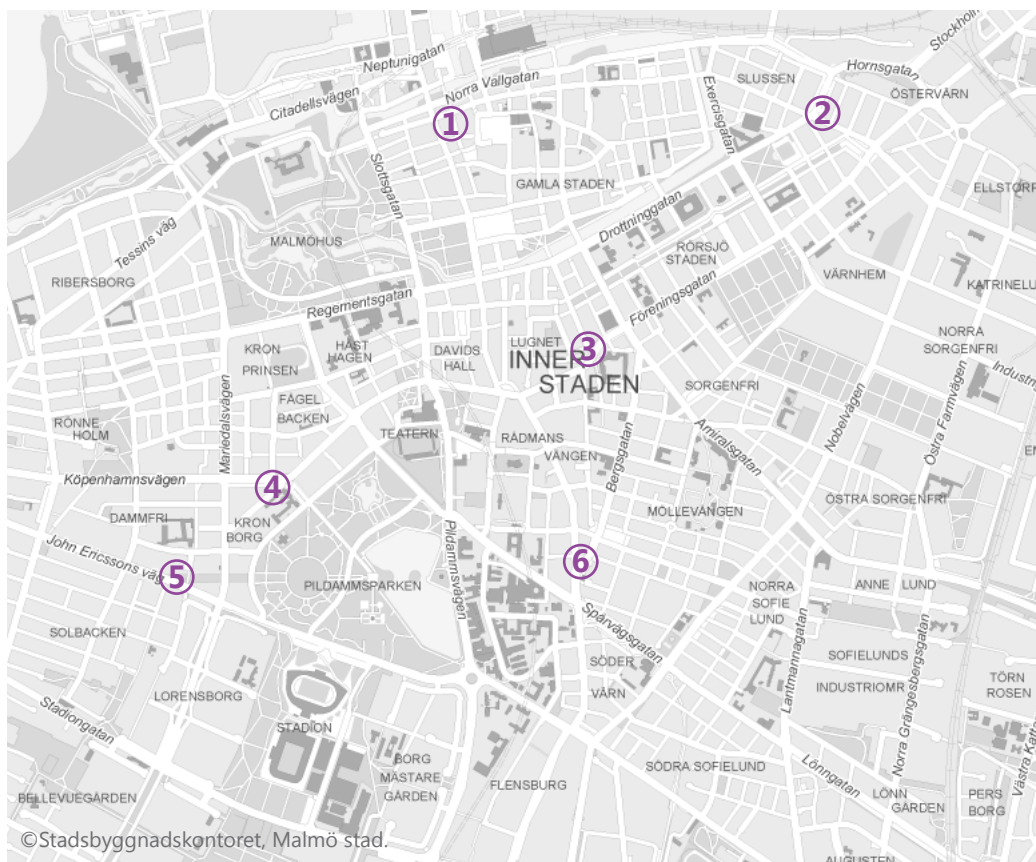 Stockholm
Neptunigatan
Hornsgatan
SLUSSEN
Citadellsvägen
Norra Vallgatan
Exercisgatan
ÖSTERVÄRN
①
②
Slottsgatan
GAMLA STADEN
ELLSTORP
Drottninggatan
Tessins väg
MALMÖHUS
RÖRSJÖ
STADEN
VÄRNHEM
RIBERSBORG
KATRINELU
Regementsgatan
Föreningsgatan
HÄST
HAGEN
KRON
PRINSEN
DAVIDS
HALL
LUGNET
③
INNER
STADEN
NORRA
SORGENFRI
Industri
SORGENFRI
FÅGEL
BACKEN
Mariedalsvägen
RÖNNE
HOLM
TEATERN
RÅDMANS
VÅNGEN
Bergsgatan
Amiralsgatan
Nobelvägen
Östra Farmvägen
Köpenhamnsvägen
④
ÖSTRA SORGENFRI
DAMMFRI
KRON
BORG
MÖLLEVÅNGEN
John Ericssons väg
⑤
PILDAMMSPARKEN
Pildammsvägen
⑥
NORRA
SOFIE
LUND
ANNE LUND
Spårvägsgatan
SOLBACKEN
SÖDER
VÄRN
Lantmannagatan
SOFIELUNDS
INDUSTRIOMR
Norra Grängesbergsgatan
TÖRN
ROSEN
LORENSBORG
STADION
Stadiongatan
BORG
MÄSTARE
GÅRDEN
FLENSBURG
SÖDRA SOFIELUND
Lönngatan
LÖNN
GÅRDEN
PERS
BORG
Västra Katt
BELLEVUEGÅRDEN
©Stadsbyggnadskontoret, Malmö stad.
AUGUSTEN